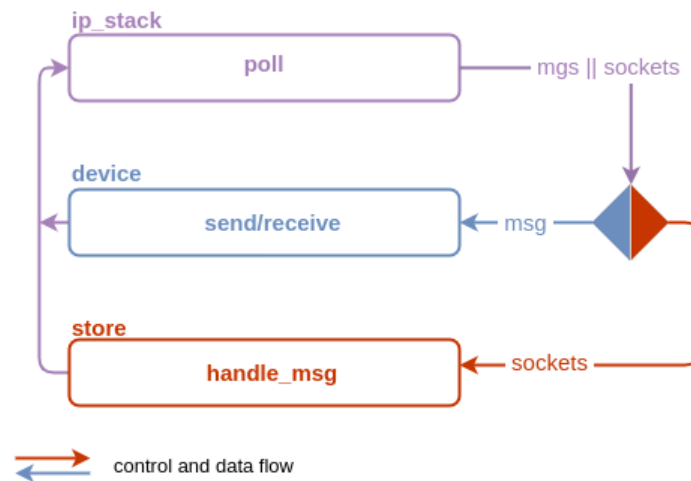 ip_stack
poll
mgs || sockets
device
send/receive
msg
store
handle_msg
sockets
control and data flow